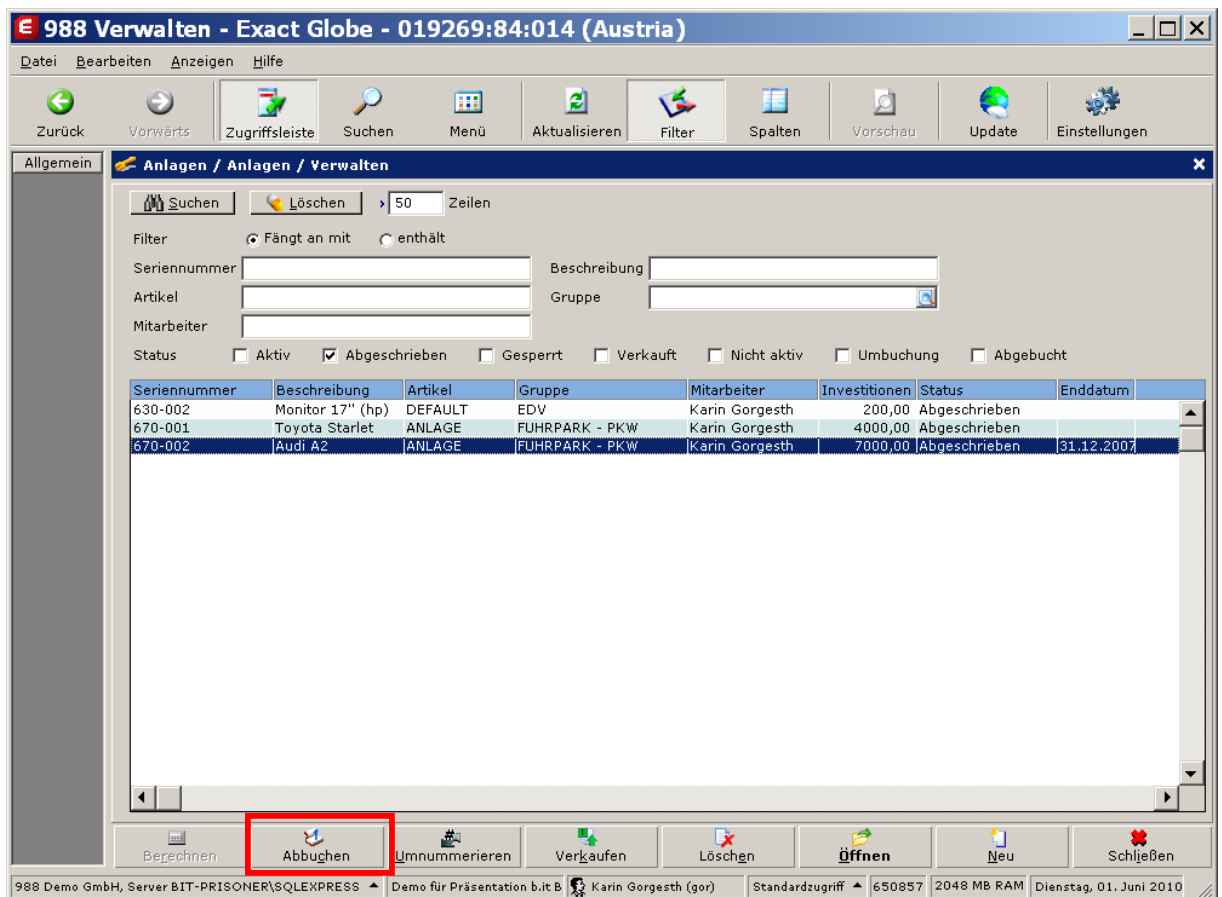 988 Verwalten - Exact Globe - 019269:84:014 (Austria)
Datei Bearbeiten Anzeigen Hilfe
Zurück Vorwärts Zugriffsleiste Suchen Menü Aktualisieren Filter Spalten Vorschau Update Einstellungen
Allgemein Anlagen / Anlagen / Verwalten
Suchen Löschen 50 Zeilen
Filter Fängt an mit enthält
Seriennummer Beschreibung
Artikel Gruppe
Mitarbeiter
Status Aktiv Abgeschrieben Gesperrt Verkauft Nicht aktiv Umbuchung Abgebucht
Seriennummer Beschreibung Artikel Gruppe Mitarbeiter Investitionen Status Enddatum
630-002 Monitor 17" (hp) DEFAULT EDV Karin Gorgesth 200,00 Abgeschrieben
670-001 Toyota Starlet ANLAGE FUHRPARK - PKW Karin Gorgesth 4000,00 Abgeschrieben
670-002 Audi A2 ANLAGE FUHRPARK - PKW Karin Gorgesth 7000,00 Abgeschrieben 31.12.2007
Berechnen Abbuchen Umnummerieren Verkaufen Löschen Öffnen Neu Schließen
988 Demo GmbH, Server BIT-PRISONER\SQLEXPRESS Demo für Präsentation b.it B Karin Gorgesth (gor) Standardzugriff 650857 2048 MB RAM Dienstag, 01. Juni 2010